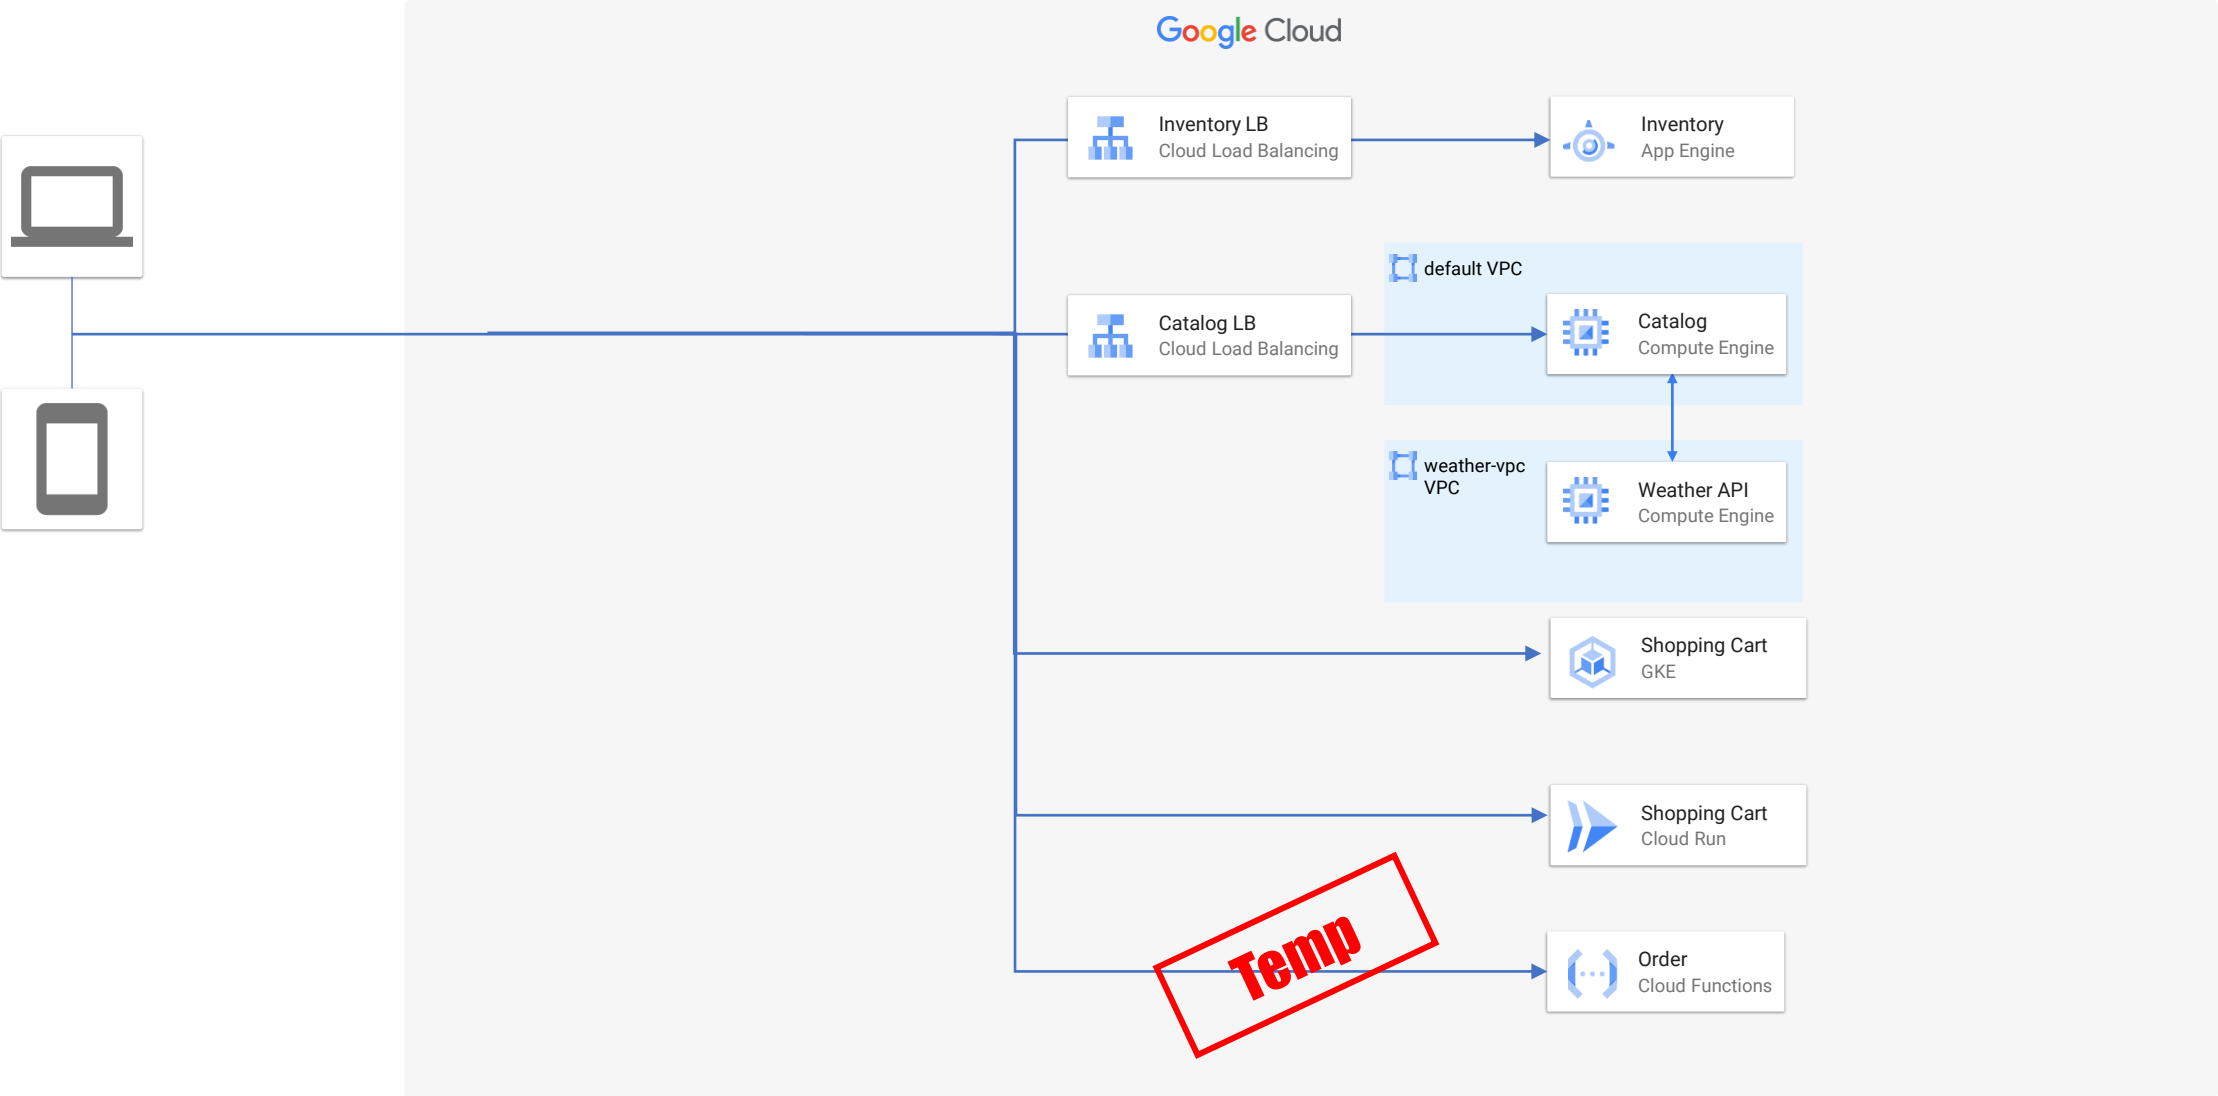 Google Cloud
Inventory LB
Cloud Load Balancing
Inventory
App Engine
default VPC
Catalog LB
Cloud Load Balancing
Catalog
Compute Engine
weather-vpc
VPC
Weather API
Compute Engine
Shopping Cart
GKE
Shopping Cart
Cloud Run
Temp
Order
Cloud Functions